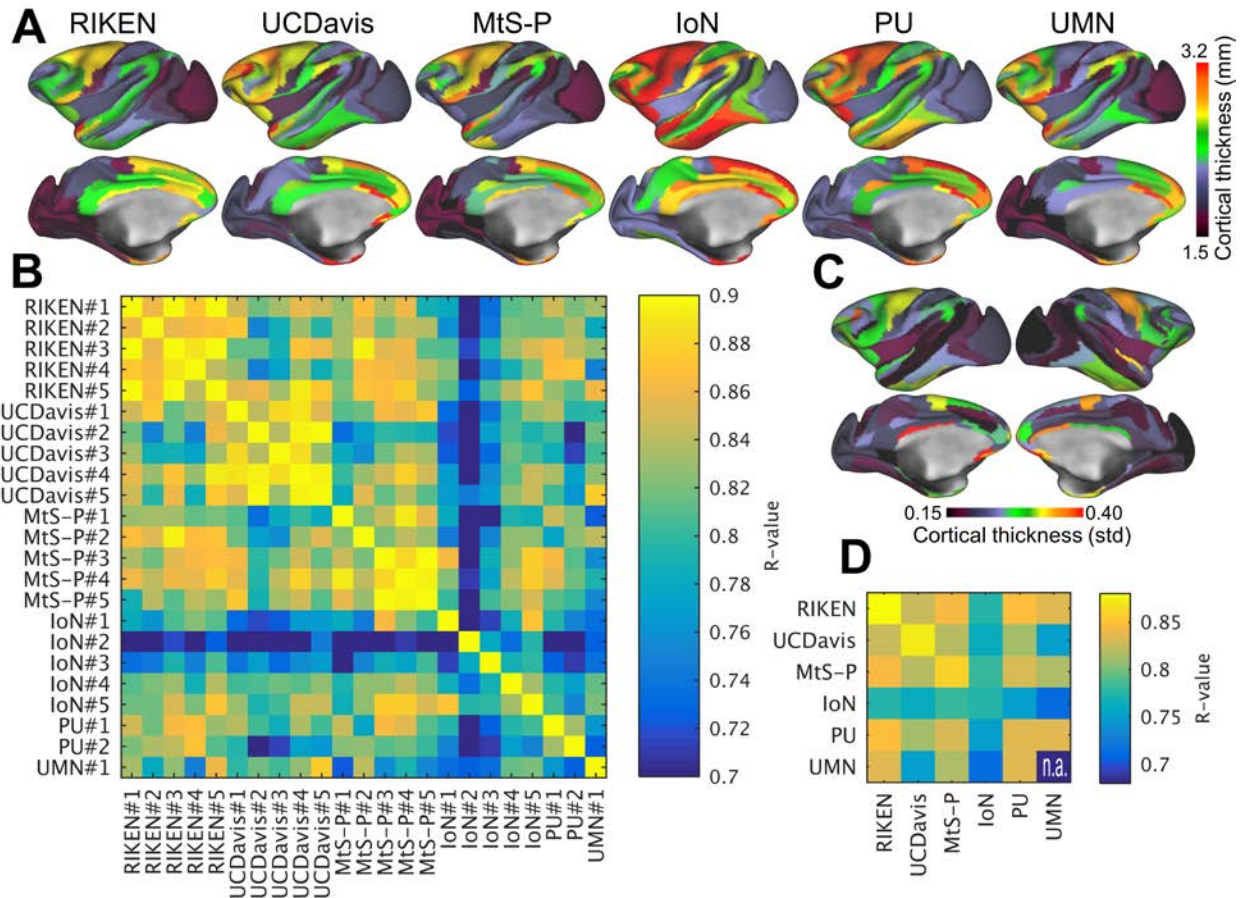 A
RIKEN
UCDavis
MtS-P
IoN
PU
UMN
3.2
1.5
Cortical thickness (mm)
B
RIKEN#1
RIKEN#2
RIKEN#3
RIKEN#4
RIKEN#5
UCDavis#1
UCDavis#2
UCDavis#3
UCDavis#4
UCDavis#5
MtS-P#1
MtS-P#2
MtS-P#3
MtS-P#4
MtS-P#5
IoN#1
IoN#2
IoN#3
IoN#4
IoN#5
PU#1
PU#2
UMN#1
RIKEN#1
RIKEN#2
RIKEN#3
RIKEN#4
RIKEN#5
UCDavis#1
UCDavis#2
UCDavis#3
UCDavis#4
UCDavis#5
MtS-P#1
MtS-P#2
MtS-P#3
MtS-P#4
MtS-P#5
IoN#1
IoN#2
IoN#3
IoN#4
IoN#5
PU#1
PU#2
UMN#1
0.9
0.88
0.86
0.84
0.82
0.8
0.78
0.76
0.74
0.72
0.7
R-value
C
0.15
0.40
Cortical thickness (std)
D
RIKEN
UCDavis
MtS-P
IoN
PU
UMN
n.a.
RIKEN
UCDavis
MtS-P
IoN
PU
UMN
0.85
0.8
0.75
0.7
R-value